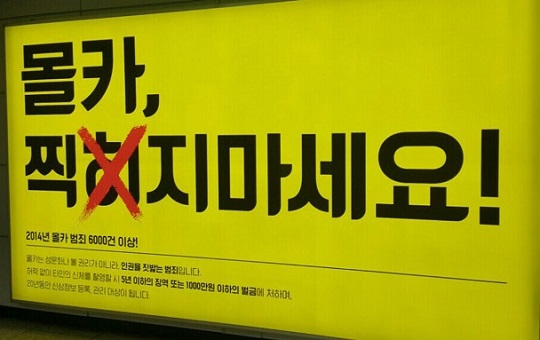 몰카,
찍히지마세요!
2014년 몰카 범죄 6000건 이상!
몰카는 성문화나 볼 권리가 아니라, 인권을 짓밟는 범죄입니다.
허락 없이 타인의 신체를 촬영할 시 5년 이하의 징역 또는 1000만원 이하의 벌금에 처하며,
20년동안 신상정보 등록, 관리 대상이 됩니다.